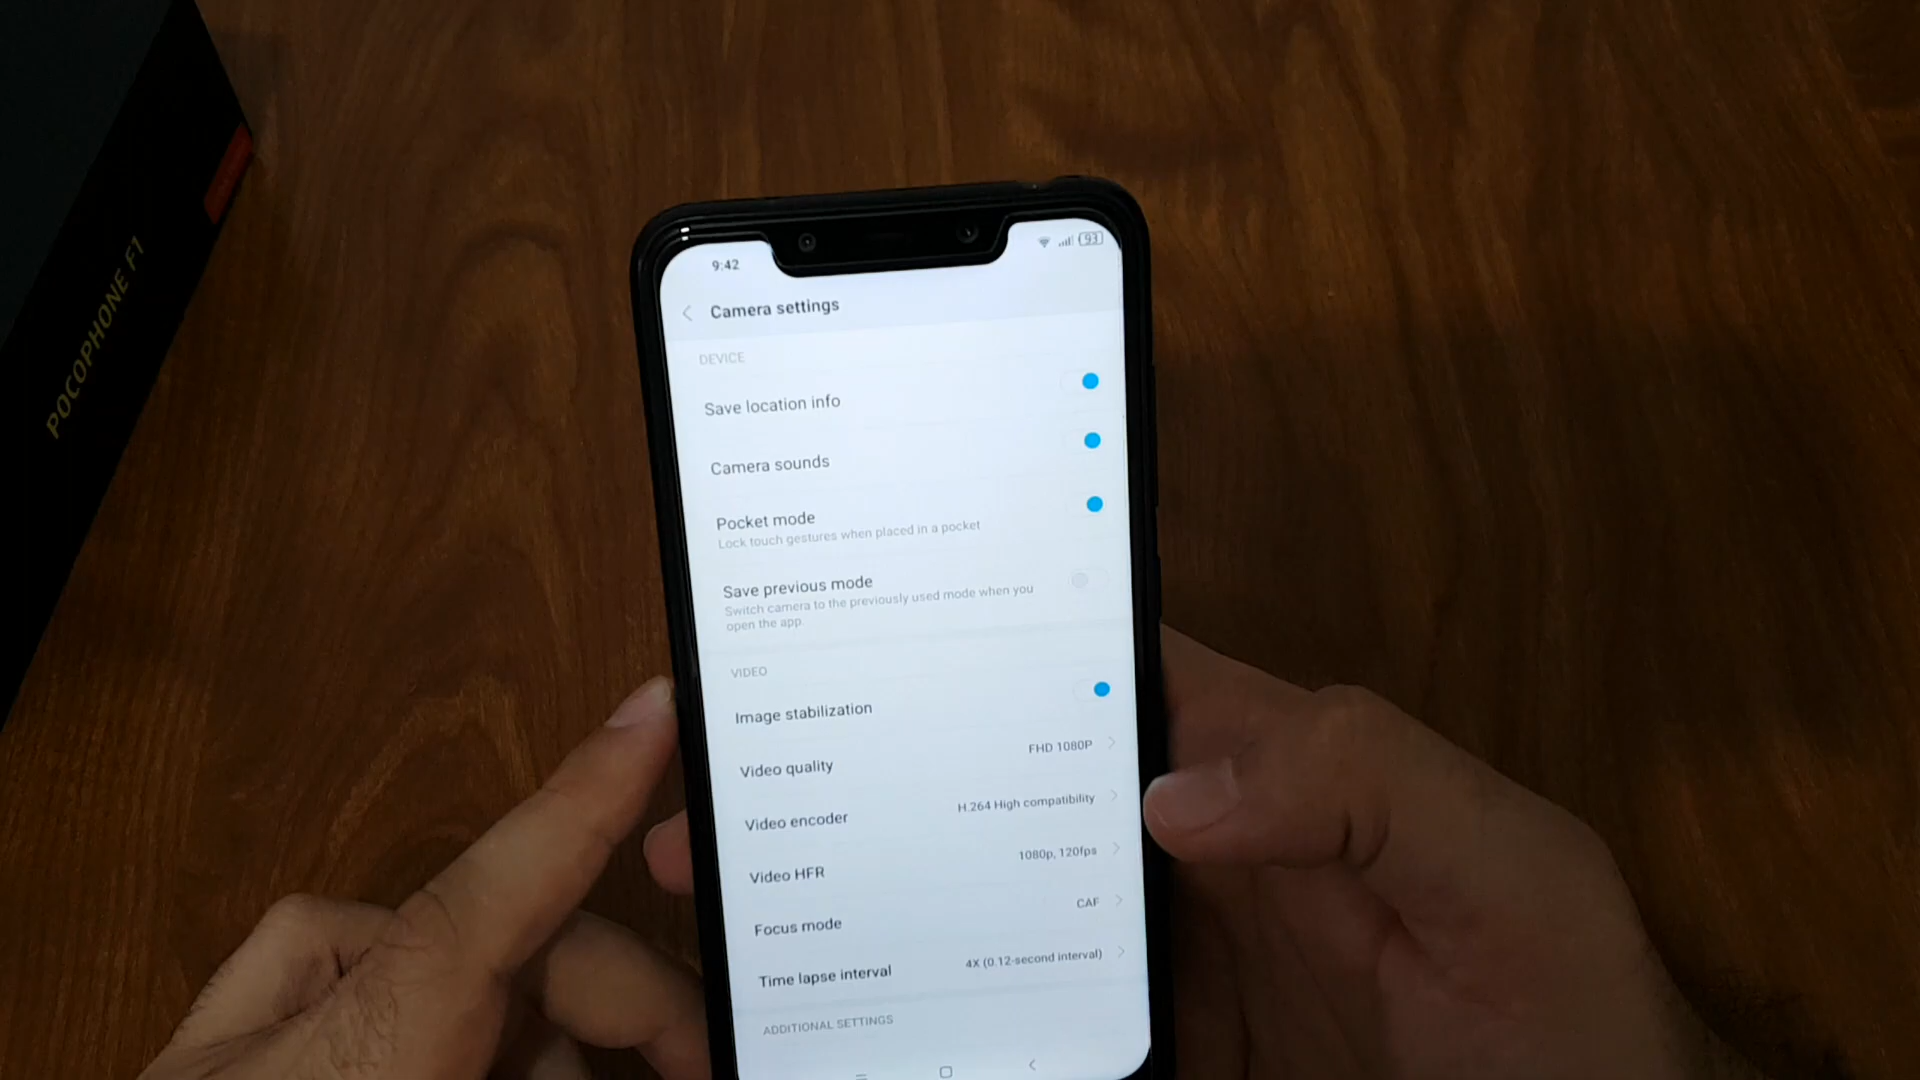 POCOPHONE F1
9:42
93
Camera settings
DEVICE
Save location info
Camera sounds
Pocket mode
Lock touch gestures when placed in a pocket
Save previous mode
Switch camera to the previously used mode when you
open the app
VIDEO
Image stabilization
Video quality FHD 1080P
Video encoder H.264 High compatibility
Video HFR 1080p, 120fps
Focus mode CAF
Time lapse interval 4X (0.12-second interval)
ADDITIONAL SETTINGS